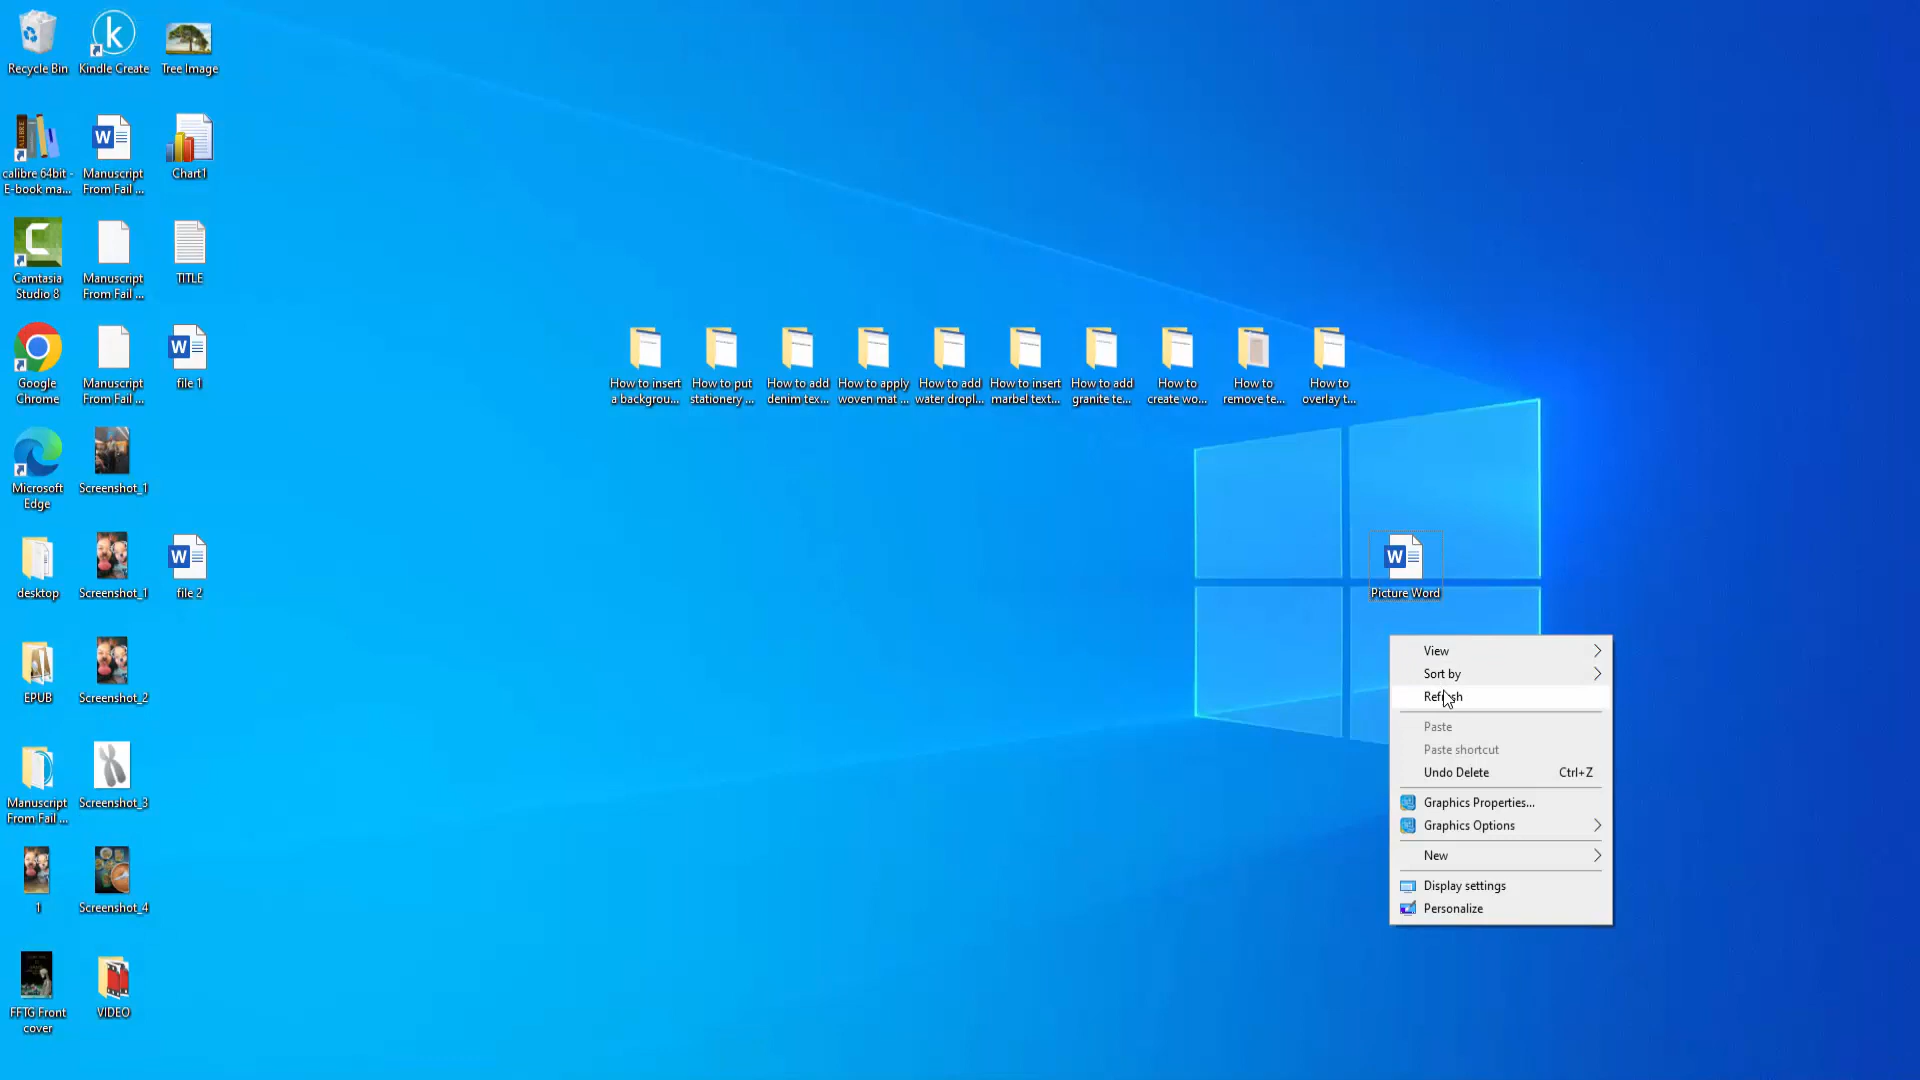 Recycle Bin
Kindle Create
Tree Image
calibre 64bit -
E-book ma...
Manuscript
From Fail ...
Chart1
Camtasia
Studio 8
Manuscript
From Fail ...
TITLE
Google
Chrome
Manuscript
From Fail ...
file 1
How to insert
a backgrou...
How to put
stationery ...
How to add
denim tex...
How to apply
woven mat ...
How to add
water dropl...
How to insert
marbel text...
How to add
granite te...
How to
create wo...
How to
remove te...
How to
overlay t...
Microsoft
Edge
Screenshot_1
desktop
Screenshot_1
file 2
Picture Word
EPUB
Screenshot_2
Manuscript
From Fail ...
Screenshot_3
1
Screenshot_4
FFTG Front
cover
VIDEO
View
Sort by
Refresh
Paste
Paste shortcut
Undo Delete Ctrl+Z
Graphics Properties...
Graphics Options
New
Display settings
Personalize